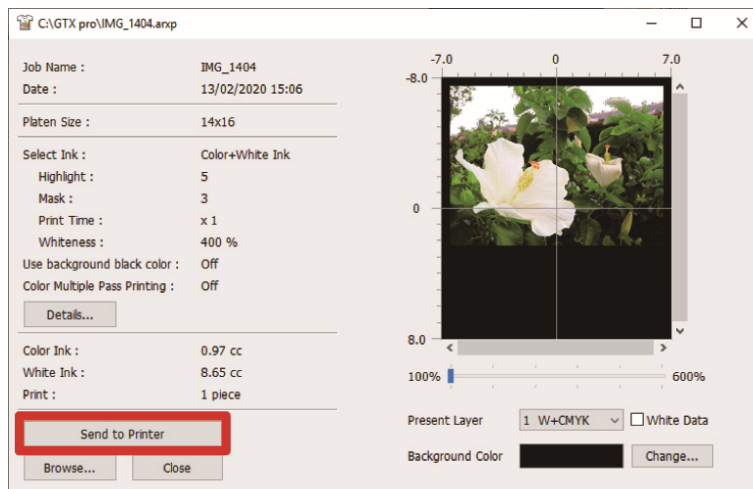 C:\GTX pro\IMG_1404.arxp
Job Name : IMG_1404
Date : 13/02/2020 15:06
Platen Size : 14x16
Select Ink : Color+White Ink
Highlight : 5
Mask : 3
Print Time : x 1
Whiteness : 400 %
Use background black color : Off
Color Multiple Pass Printing : Off
Details...
Color Ink : 0.97 cc
White Ink : 8.65 cc
Print : 1 piece
Send to Printer
Browse... Close
-7.0 0 7.0
-8.0
0
8.0
100% 600%
Present Layer 1 W+CMYK White Data
Background Color Change...